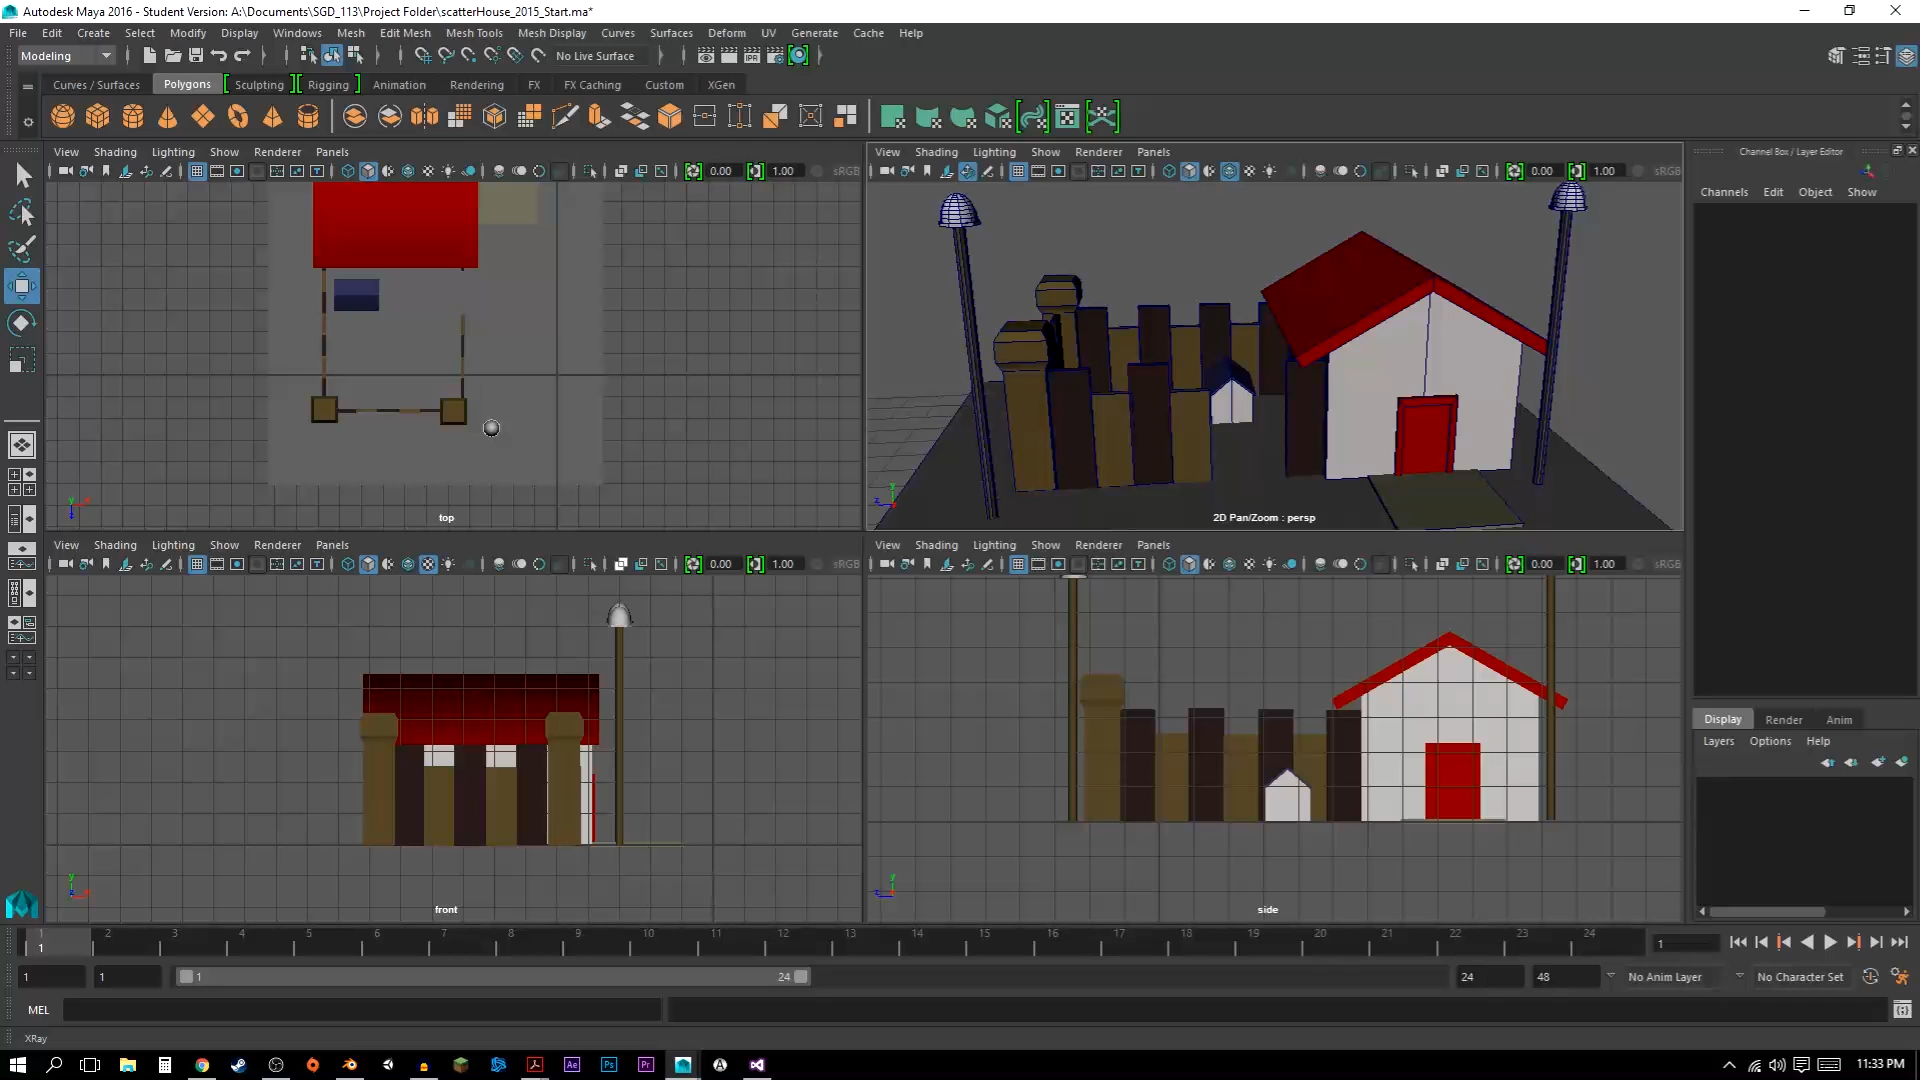 Autodesk Maya 2016 - Student Version: A:\Documents\SGD_113\Project Folder\scatterHouse_2015_Start.ma*
File Edit Create Select Modify Display Windows Mesh Edit Mesh Mesh Tools Mesh Display Curves Surfaces Deform UV Generate Cache Help
Modeling No Live Surface IPR
Curves / Surfaces Polygons Sculpting Rigging Animation Rendering FX FX Caching Custom XGen
View Shading Lighting Show Renderer Panels
0.00 1.00 sRGB
top
View Shading Lighting Show Renderer Panels
0.00 1.00 sRGB
2D Pan/Zoom : persp
View Shading Lighting Show Renderer Panels
0.00 1.00 sRGB
front
View Shading Lighting Show Renderer Panels
0.00 1.00 sRGB
side
Channel Box / Layer Editor
Channels Edit Object Show
Display Render Anim
Layers Options Help
1 2 3 4 5 6 7 8 9 10 11 12 13 14 15 16 17 18 19 20 21 22 23 24
1 1
1 1 1 24 24 48 No Anim Layer No Character Set
MEL
XRay
Ae Ps Pr 11:33 PM